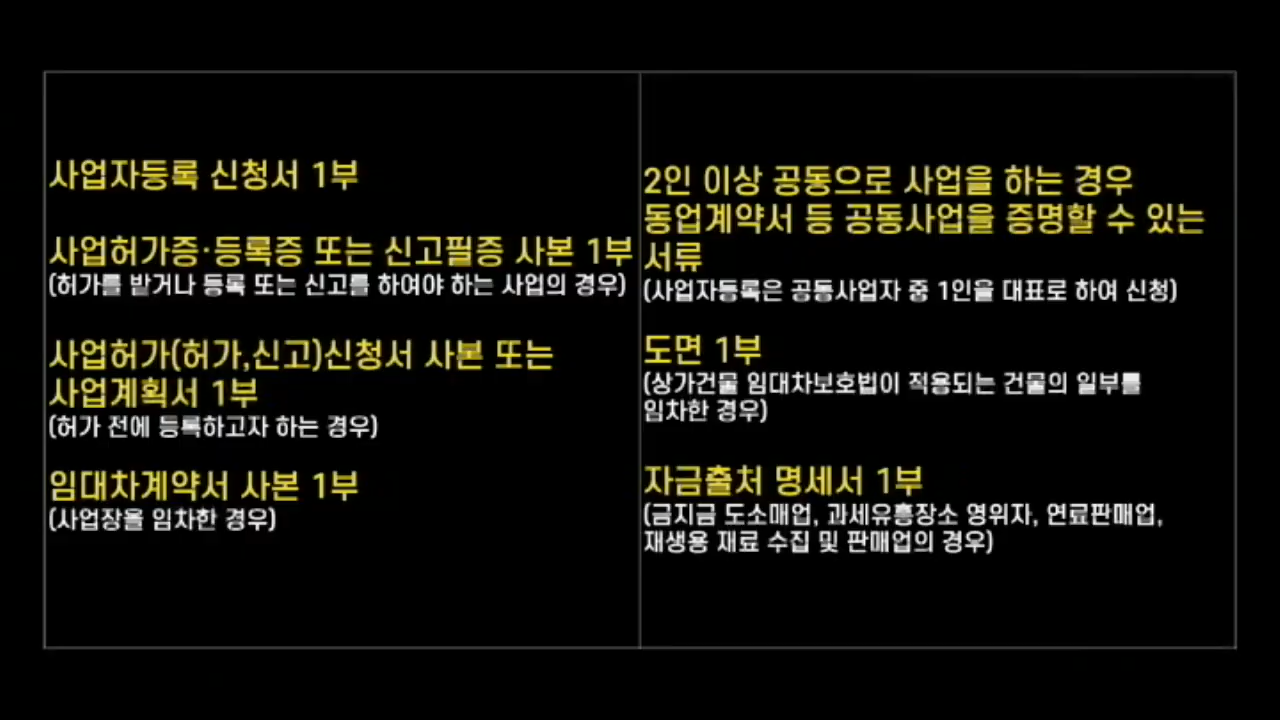 사업자등록 신청서 1부
사업허가증·등록증 또는 신고필증 사본 1부
(허가를 받거나 등록 또는 신고를 하여야 하는 사업의 경우)
사업허가(허가,신고)신청서 사본 또는
사업계획서 1부
(허가 전에 등록하고자 하는 경우)
임대차계약서 사본 1부
(사업장을 임차한 경우)
2인 이상 공동으로 사업을 하는 경우
동업계약서 등 공동사업을 증명할 수 있는
서류
(사업자등록은 공동사업자 중 1인을 대표로 하여 신청)
도면 1부
(상가건물 임대차보호법이 적용되는 건물의 일부를
임차한 경우)
자금출처 명세서 1부
(금지금 도소매업, 과세유흥장소 영위자, 연료판매업,
재생용 재료 수집 및 판매업의 경우)